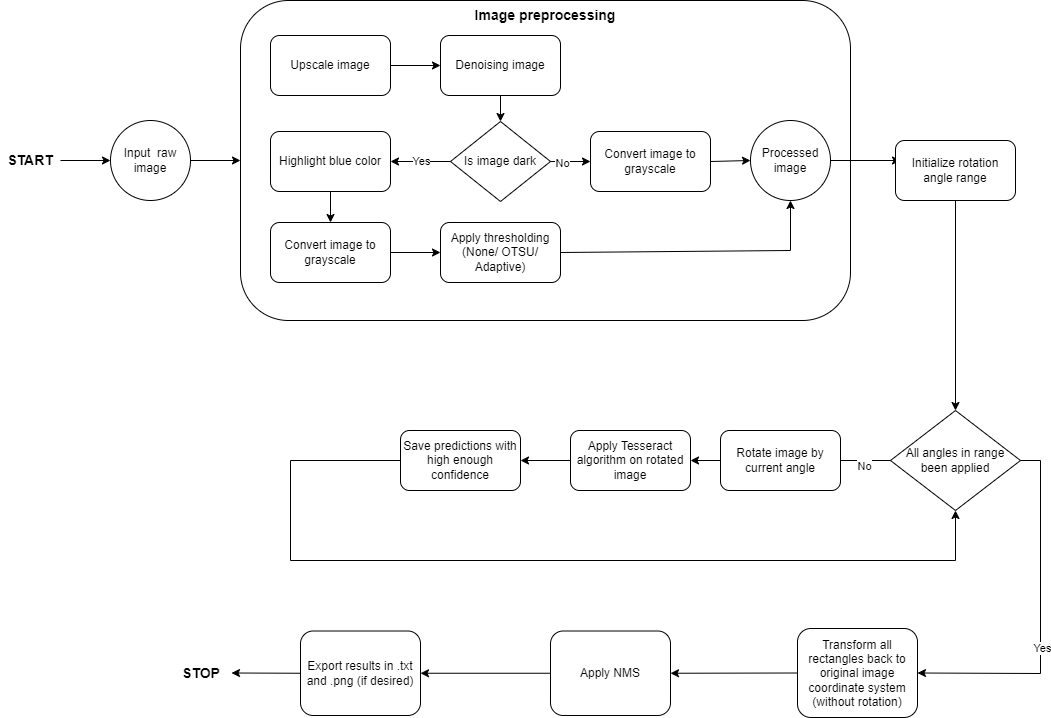 Image preprocessing
Upscale image
Denoising image
START
Input raw
image
Highlight blue color
Yes
Is image dark
No
Convert image to
grayscale
Processed
image
Initialize rotation
angle range
Convert image to
grayscale
Apply thresholding
(None/ OTSU/
Adaptive)
All angles in range
been applied
No
Rotate image by
current angle
Apply Tesseract
algorithm on rotated
image
Save predictions with
high enough
confidence
Yes
Transform all
rectangles back to
original image
coordinate system
(without rotation)
Apply NMS
Export results in .txt
and .png (if desired)
STOP